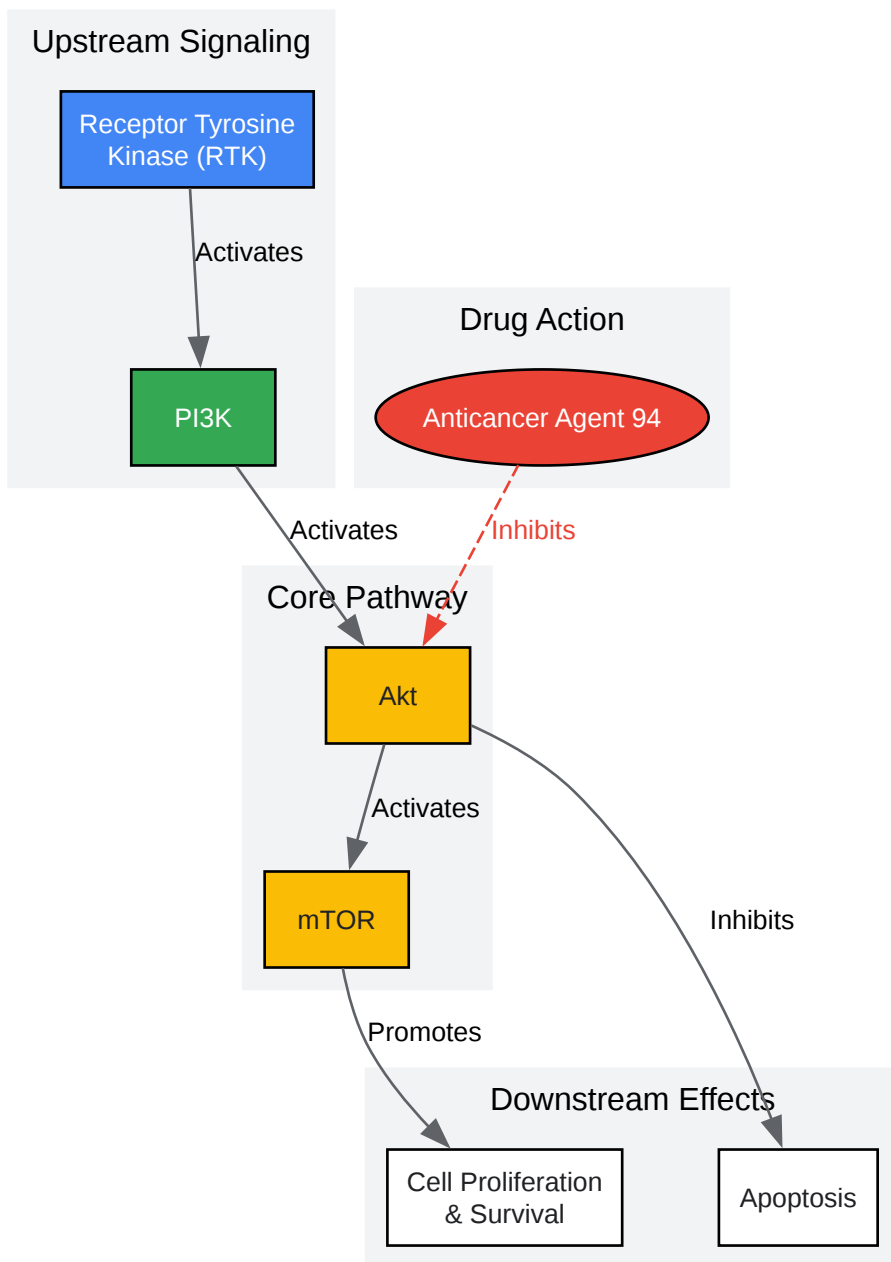 Upstream Signaling
Receptor Tyrosine
Kinase (RTK)
Activates
Drug Action
PI3K
Anticancer Agent 94
Activates
Inhibits
Core Pathway
Akt
Activates
mTOR
Inhibits
Promotes
Downstream Effects
Cell Proliferation
& Survival
Apoptosis